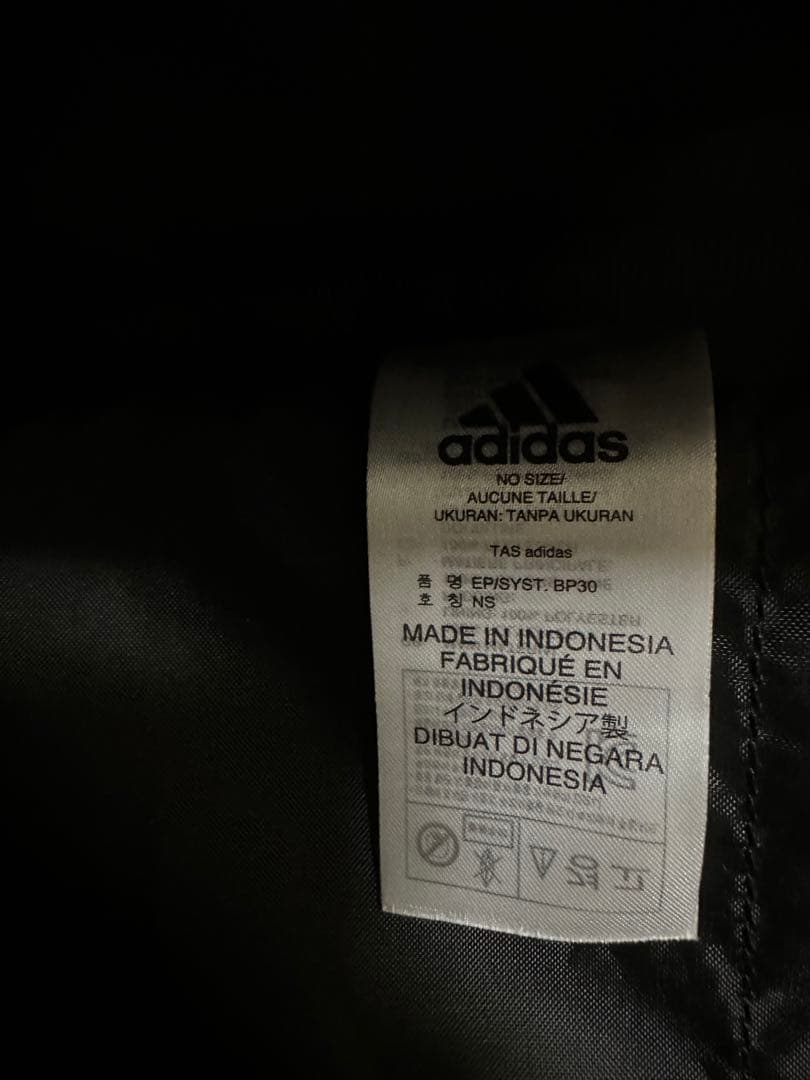 adidas
NO SIZE/
AUCUNE TAILLE/
UKURAN: TANPA UKURAN
TAS adidas
품 명 EP/SYST. BP30
호 칭 NS
MADE IN INDONESIA
FABRIQUÉ EN
INDONÉSIE
インドネシア製
DIBUAT DI NEGARA
INDONESIA